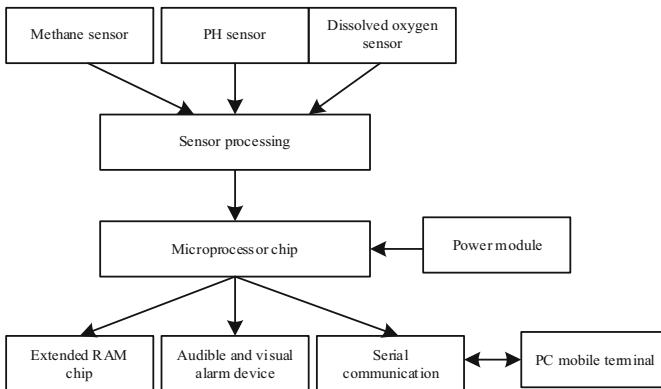 Methane sensor
PH sensor
Dissolved oxygen
sensor
Sensor processing
Microprocessor chip
Power module
Extended RAM
chip
Audible and visual
alarm device
Serial
communication
PC mobile terminal